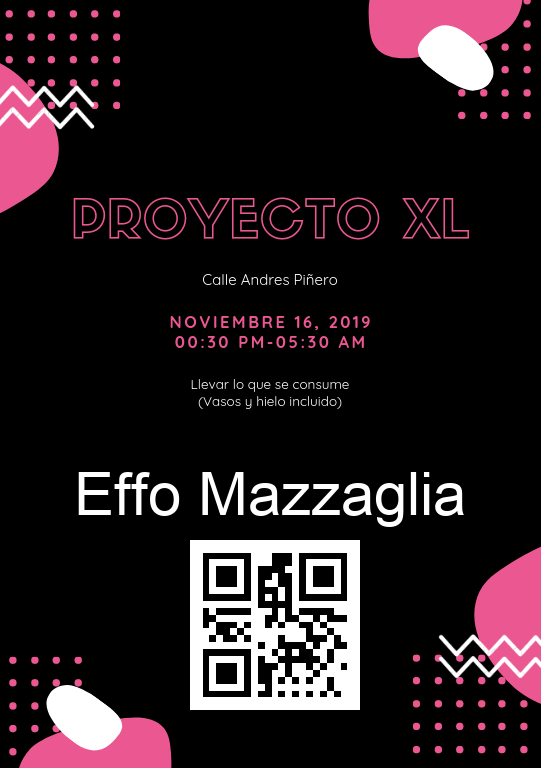 PROYECTO XL
Calle Andres Piñero
NOVIEMBRE 16, 2019
00:30 PM-05:30 AM
Llevar lo que se consume
(Vasos y hielo incluido)
Effo Mazzaglia